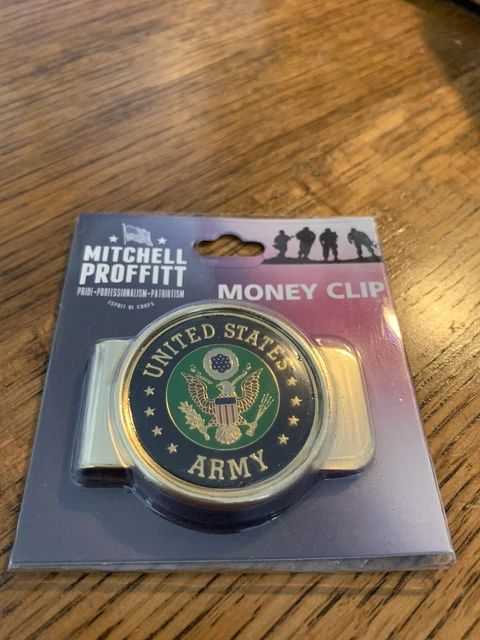 MITCHELL
PROFFITT
PRIDE•PROFESSIONALISM•PATRIOTISM
ESPRIT DE CORPS
MONEY CLIP
UNITED STATES
ARMY